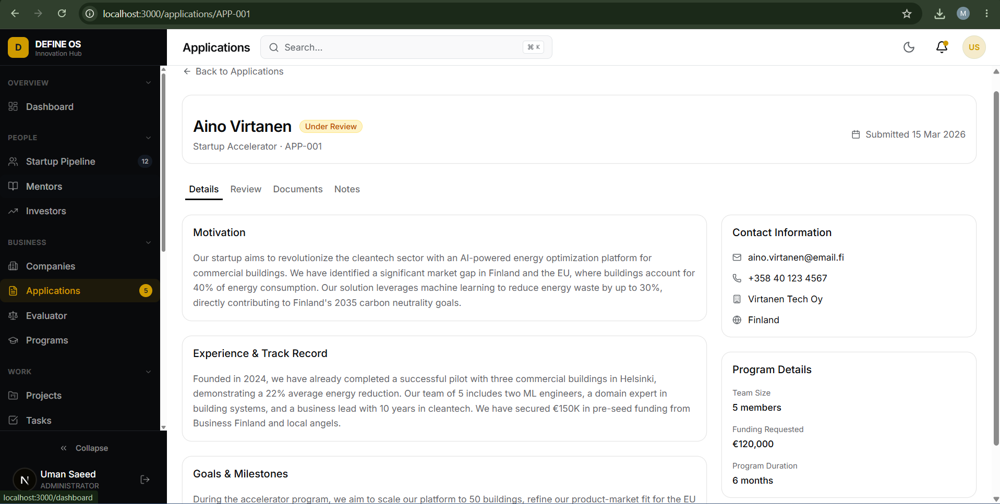 localhost:3000/applications/APP-001
M
D
DEFINE OS
Innovation Hub
Applications
Search...
⌘ K
US
OVERVIEW
Dashboard
PEOPLE
Startup Pipeline
12
Mentors
Investors
BUSINESS
Companies
Applications
5
Evaluator
Programs
WORK
Projects
Tasks
Collapse
N
Uman Saeed
ADMINISTRATOR
localhost:3000/dashboard
Back to Applications
Aino Virtanen
Under Review
Startup Accelerator · APP-001
Submitted 15 Mar 2026
Details
Review
Documents
Notes
Motivation
Our startup aims to revolutionize the cleantech sector with an AI-powered energy optimization platform for
commercial buildings. We have identified a significant market gap in Finland and the EU, where buildings account for
40% of energy consumption. Our solution leverages machine learning to reduce energy waste by up to 30%,
directly contributing to Finland's 2035 carbon neutrality goals.
Experience & Track Record
Founded in 2024, we have already completed a successful pilot with three commercial buildings in Helsinki,
demonstrating a 22% average energy reduction. Our team of 5 includes two ML engineers, a domain expert in
building systems, and a business lead with 10 years in cleantech. We have secured €150K in pre-seed funding from
Business Finland and local angels.
Goals & Milestones
During the accelerator program, we aim to scale our platform to 50 buildings, refine our product-market fit for the EU
Contact Information
aino.virtanen@email.fi
+358 40 123 4567
Virtanen Tech Oy
Finland
Program Details
Team Size
5 members
Funding Requested
€120,000
Program Duration
6 months